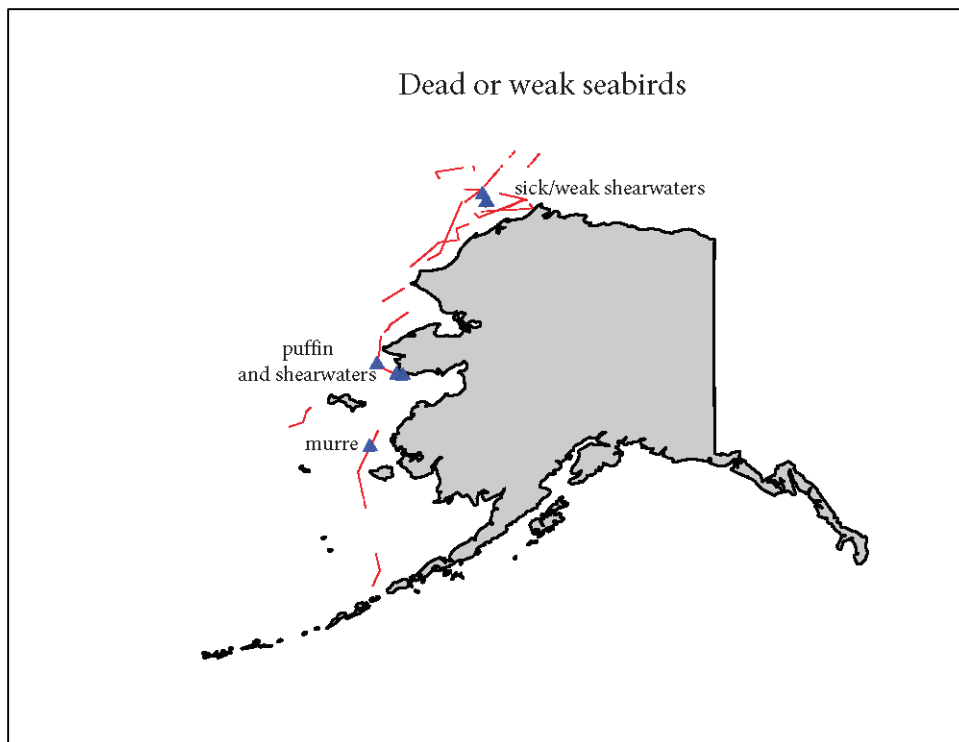 Dead or weak seabirds
sick/weak shearwaters
puffin
and shearwaters
murre